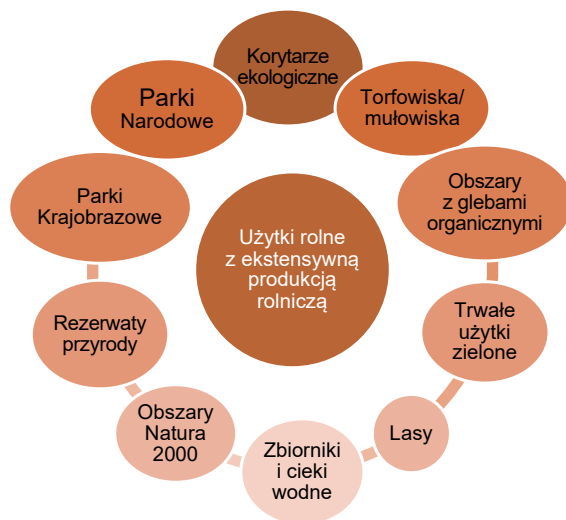 Korytarze
ekologiczne
Torfowiska/
mułowiska
Obszary
z glebami
organicznymi
Trwałe
użytki
zielone
Lasy
Zbiorniki
i cieki
wodne
Obszary
Natura
2000
Rezerwaty
przyrody
Parki
Krajobrazowe
Parki
Narodowe
Użytki rolne
z ekstensywną
produkcją
rolniczą